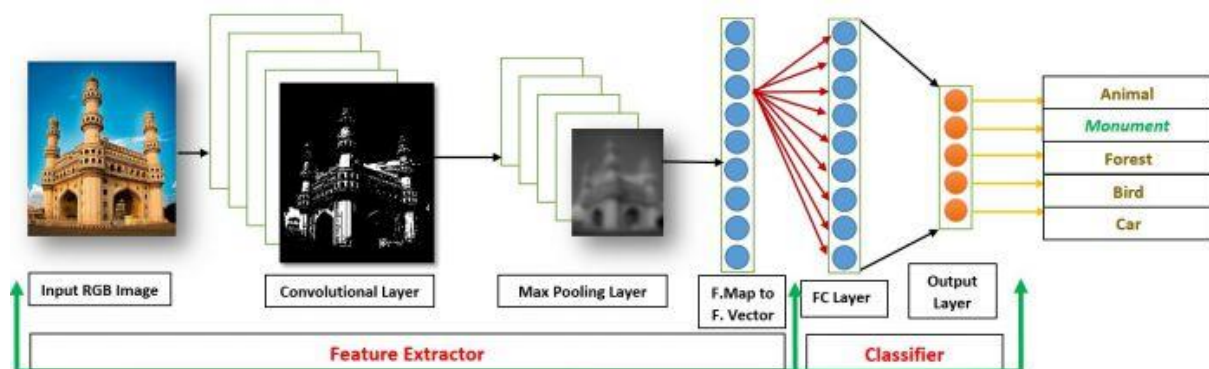 Animal
Monument
Forest
Bird
Car
Input RGB Image
Convolutional Layer
Max Pooling Layer
F.Map to
F. Vector
FC Layer
Output
Layer
Feature Extractor
Classifier